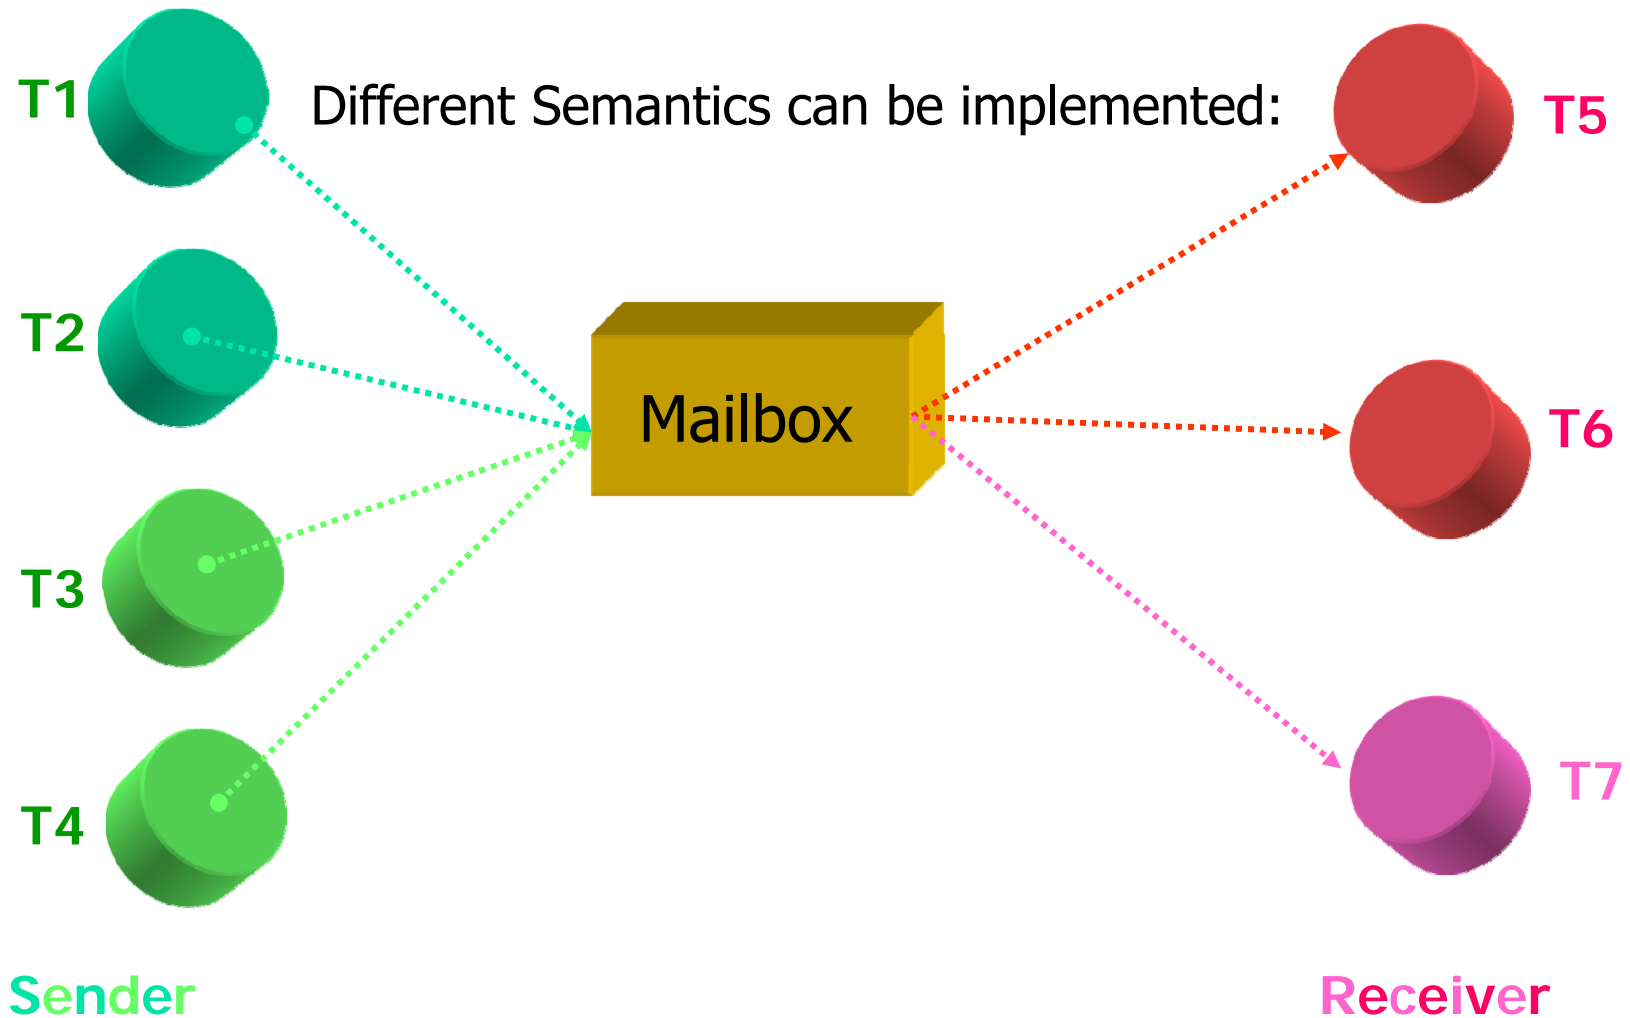 T1
Different Semantics can be implemented:
T5
T2
Mailbox
T6
T3
T7
T4
Sender
Receiver